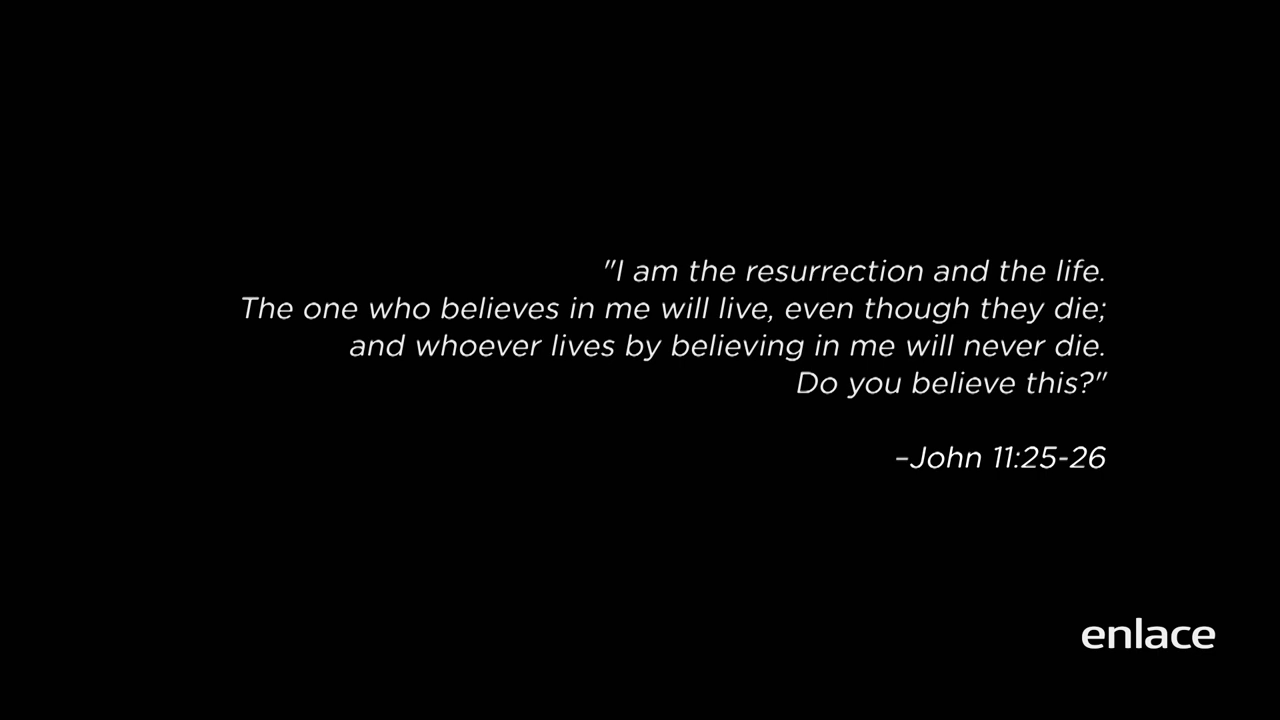 "I am the resurrection and the life.
The one who believes in me will live, even though they die;
and whoever lives by believing in me will never die.
Do you believe this?"
–John 11:25-26
enlace